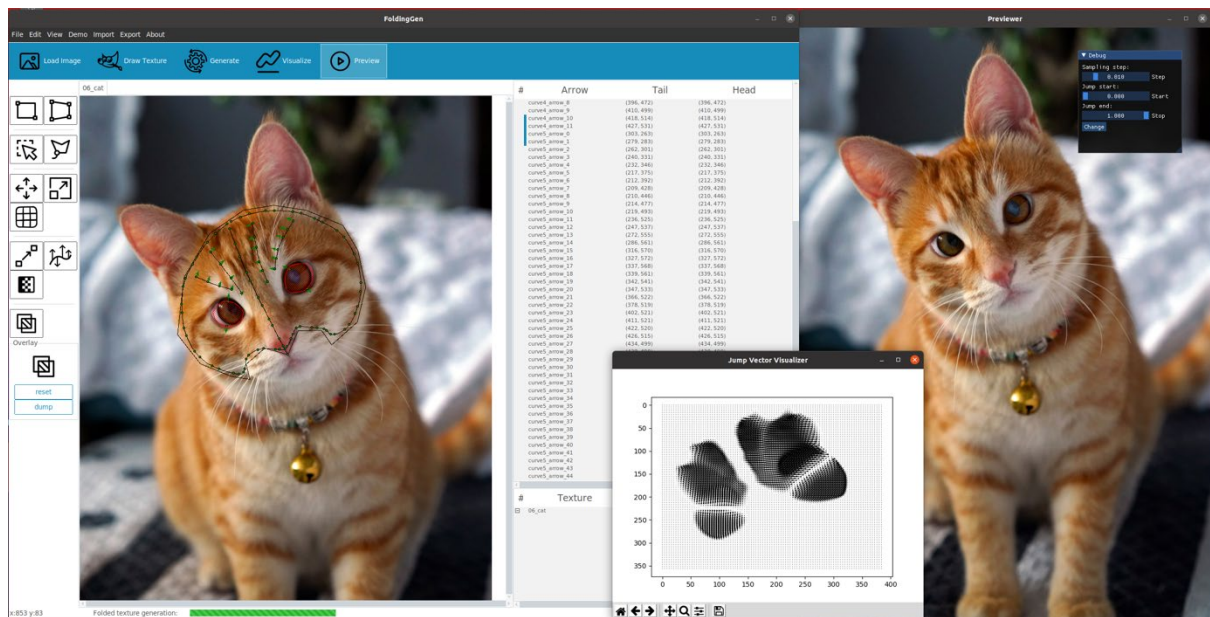 FoldingGen
File Edit View Demo Import Export About
Load Image Draw Texture Generate Visualize Preview
06_cat
# Arrow Tail Head
curve4_arrow_8 (396, 472) (396, 472)
curve4_arrow_9 (410, 499) (410, 499)
curve4_arrow_10 (418, 514) (418, 514)
curve4_arrow_11 (427, 531) (427, 531)
curve5_arrow_0 (303, 263) (303, 263)
curve5_arrow_1 (279, 283) (279, 283)
curve5_arrow_2 (262, 301) (262, 301)
curve5_arrow_3 (240, 331) (240, 331)
curve5_arrow_4 (232, 346) (232, 346)
curve5_arrow_5 (217, 375) (217, 375)
curve5_arrow_6 (212, 392) (212, 392)
curve5_arrow_7 (209, 428) (209, 428)
curve5_arrow_8 (210, 446) (210, 446)
curve5_arrow_9 (214, 477) (214, 477)
curve5_arrow_10 (219, 493) (219, 493)
curve5_arrow_11 (236, 525) (236, 525)
curve5_arrow_12 (247, 537) (247, 537)
curve5_arrow_13 (272, 555) (272, 555)
curve5_arrow_14 (286, 561) (286, 561)
curve5_arrow_15 (316, 570) (316, 570)
curve5_arrow_16 (327, 572) (327, 572)
curve5_arrow_17 (337, 568) (337, 568)
curve5_arrow_18 (339, 561) (339, 561)
curve5_arrow_19 (342, 541) (342, 541)
curve5_arrow_20 (347, 533) (347, 533)
curve5_arrow_21 (366, 522) (366, 522)
curve5_arrow_22 (378, 519) (378, 519)
curve5_arrow_23 (402, 521) (402, 521)
curve5_arrow_24 (411, 521) (411, 521)
curve5_arrow_25 (422, 520) (422, 520)
curve5_arrow_26 (426, 515) (426, 515)
curve5_arrow_27 (434, 499) (434, 499)
curve5_arrow_28
curve5_arrow_29
curve5_arrow_30
curve5_arrow_31
curve5_arrow_32
curve5_arrow_33
curve5_arrow_34
curve5_arrow_35
curve5_arrow_36
curve5_arrow_37
curve5_arrow_38
curve5_arrow_39
curve5_arrow_40
curve5_arrow_41
curve5_arrow_42
curve5_arrow_43
curve5_arrow_44
# Texture
06_cat
Overlay
reset
dump
x:853 y:83 Folded texture generation:
Previewer
Debug
Sampling step:
0.010 Step
Jump start:
0.000 Start
Jump end:
1.000 Stop
Change
Jump Vector Visualizer
0
50
100
150
200
250
300
350
0 50 100 150 200 250 300 350 400